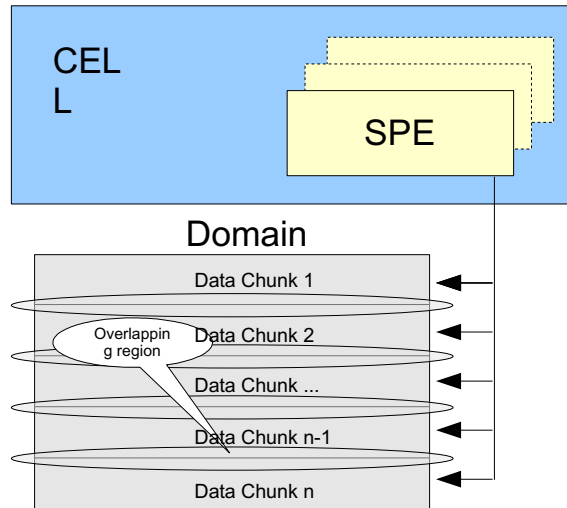 CEL
L
SPE
Domain
Data Chunk 1
Overlappin
g region
Data Chunk 2
Data Chunk ...
Data Chunk n-1
Data Chunk n